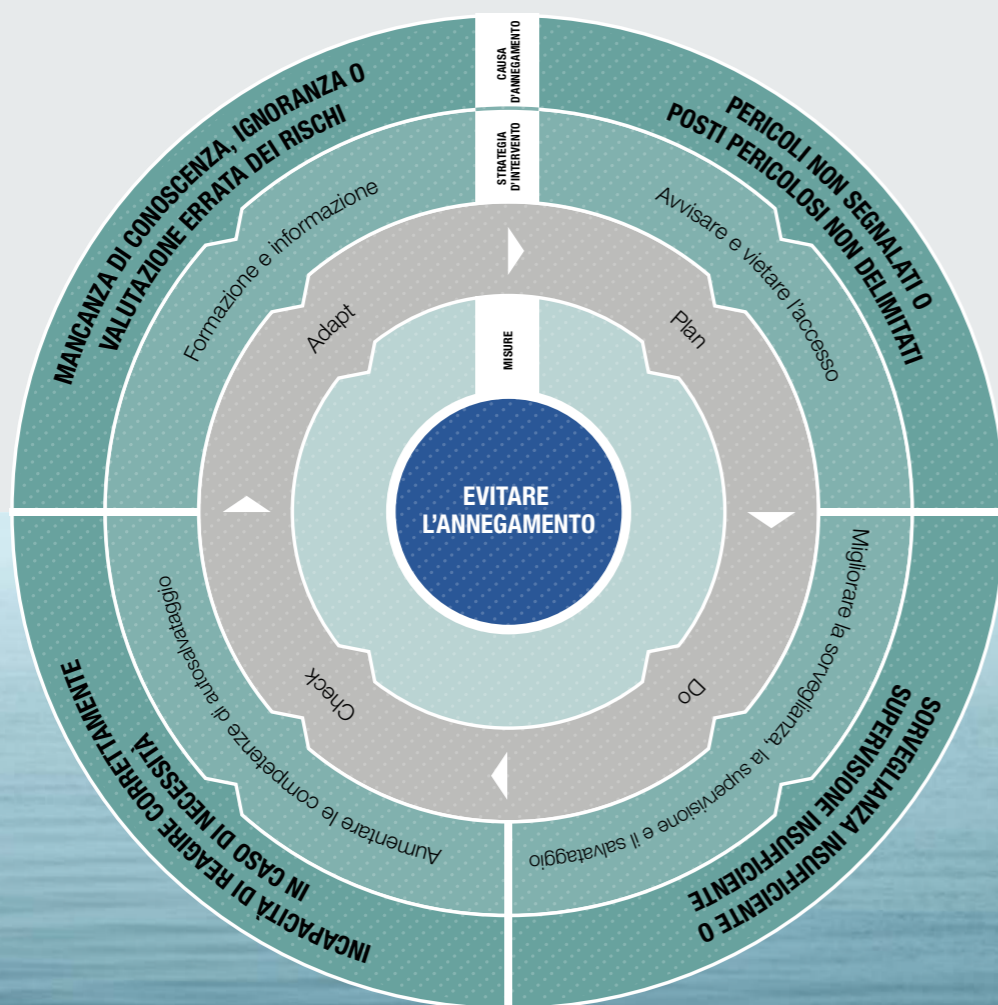 CAUSA
D'ANNEGAMENTO
STRATEGIA
D'INTERVENTO
MISURE
EVITARE
L'ANNEGAMENTO
MANCANZA DI CONOSCENZA, IGNORANZA O
VALUTAZIONE ERRATA DEI RISCHI
Formazione e informazione
Adapt
PERICOLI NON SEGNALATI O
POSTI PERICOLOSI NON DELIMITATI
Avvisare e vietare l'accesso
Plan
SORVEGLIANZA INSUFFICIENTE O
SUPERVISIONE INSUFFICIENTE
Migliorare la sorveglianza, la supervisione e il salvataggio
Do
INCAPACITÀ DI REAGIRE CORRETTAMENTE
IN CASO DI NECESSITÀ
Aumentare le competenze di autosalvataggio
Check